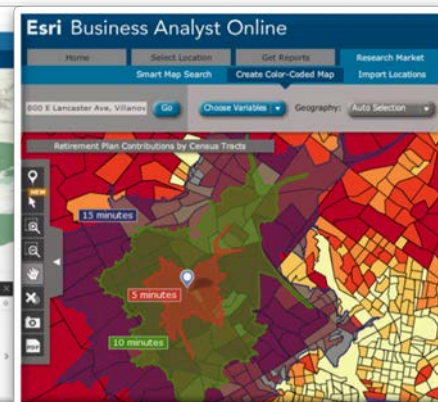 Esri Business Analyst Online
Home
Select Location
Get Reports
Research Market
Smart Map Search
Create Color-Coded Map
Import Locations
800 E Lancaster Ave, Villanov
Go
Choose Variables
Geography:
Auto Selection
Retirement Plan Contributions by Census Tracts
NEW
15 minutes
5 minutes
10 minutes
PDF